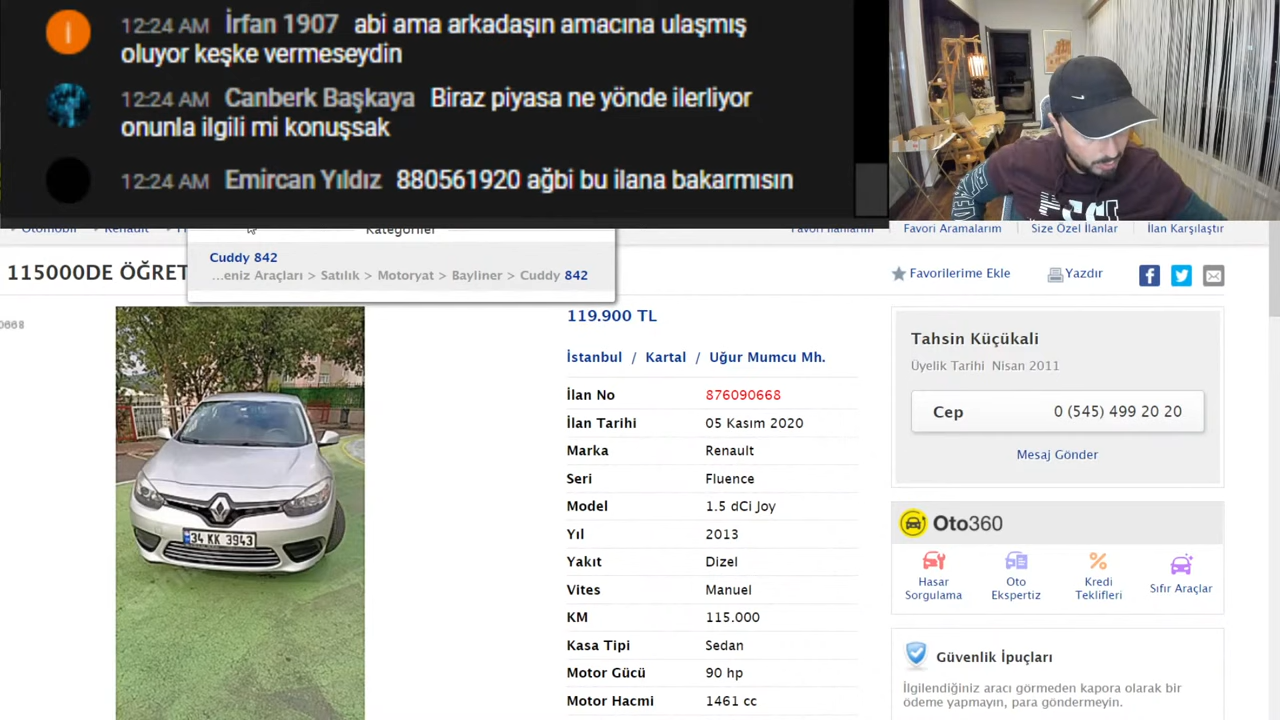 12:24 AM İrfan 1907 abi ama arkadaşın amacına ulaşmış
oluyor keşke vermeseydin
12:24 AM Canberk Başkaya Biraz piyasa ne yönde ilerliyor
onunla ilgili mi konuşsak
12:24 AM Emircan Yıldız 880561920 ağbi bu ilana bakarmısın
Otomobil Renault
Kategoriler
Favori İlanlarım Favori Aramalarım Size Özel İlanlar İlan Karşılaştır
Cuddy 842
...eniz Araçları > Satılık > Motoryat > Bayliner > Cuddy 842
115000DE ÖĞRET
Favorilerime Ekle Yazdır
119.900 TL
İstanbul / Kartal / Uğur Mumcu Mh.
İlan No 876090668
İlan Tarihi 05 Kasım 2020
Marka Renault
Seri Fluence
Model 1.5 dCi Joy
Yıl 2013
Yakıt Dizel
Vites Manuel
KM 115.000
Kasa Tipi Sedan
Motor Gücü 90 hp
Motor Hacmi 1461 cc
34 KK 3943
Tahsin Küçükali
Üyelik Tarihi Nisan 2011
Cep 0 (545) 499 20 20
Mesaj Gönder
Oto360
Hasar
Sorgulama
Oto
Ekspertiz
Kredi
Teklifleri
Sıfır Araçlar
Güvenlik İpuçları
İlgilendiğiniz aracı görmeden kapora olarak bir
ödeme yapmayın, para göndermeyin.